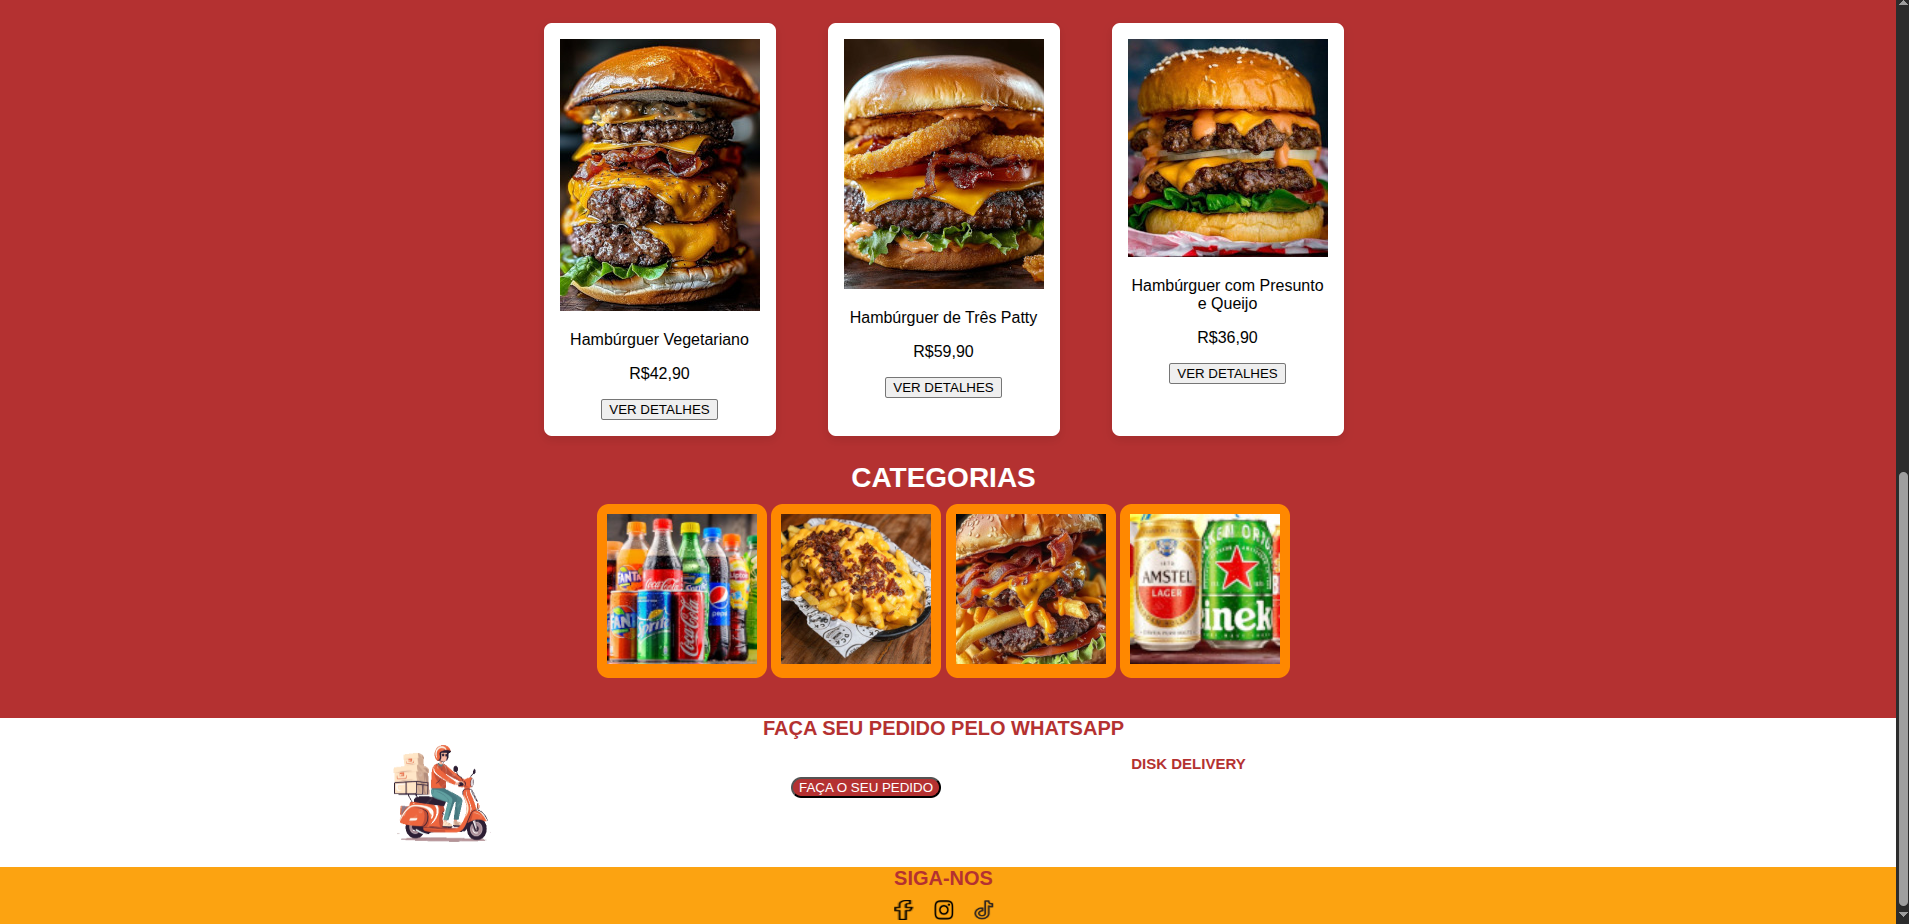 Hambúrguer Vegetariano
R$42,90
VER DETALHES
Hambúrguer de Três Patty
R$59,90
VER DETALHES
Hambúrguer com Presunto
e Queijo
R$36,90
VER DETALHES
CATEGORIAS
FANTA
Coca-Cola
Sprite
Coca-Cola
AMSTEL
LAGER
FAÇA SEU PEDIDO PELO WHATSAPP
DISK DELIVERY
FAÇA O SEU PEDIDO
SIGA-NOS